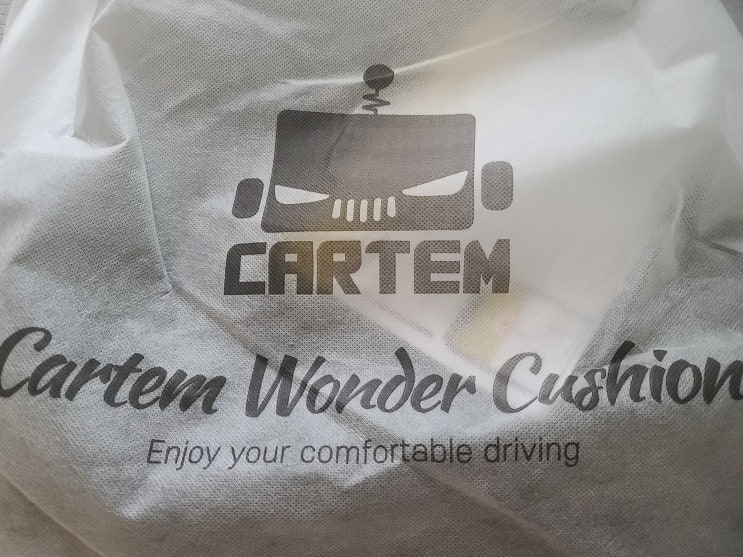 CARTEM
Cartem Wonder Cushion
Enjoy your comfortable driving